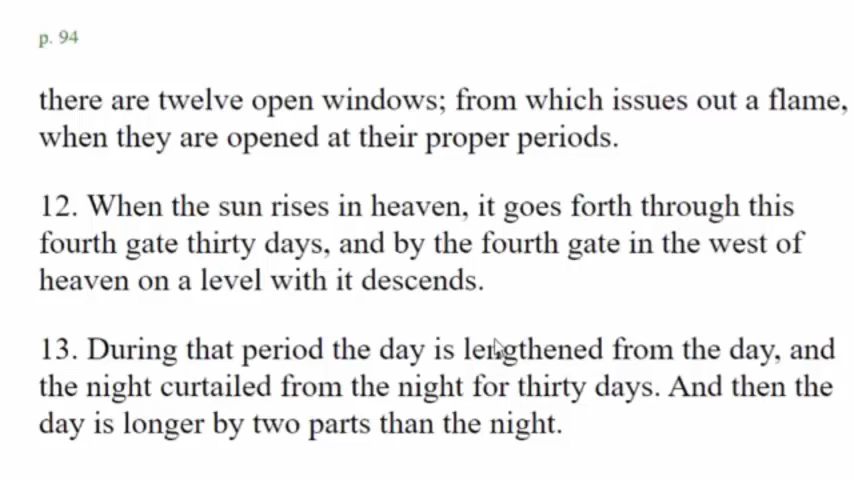 p. 94
there are twelve open windows; from which issues out a flame,
when they are opened at their proper periods.
12. When the sun rises in heaven, it goes forth through this
fourth gate thirty days, and by the fourth gate in the west of
heaven on a level with it descends.
13. During that period the day is lengthened from the day, and
the night curtailed from the night for thirty days. And then the
day is longer by two parts than the night.